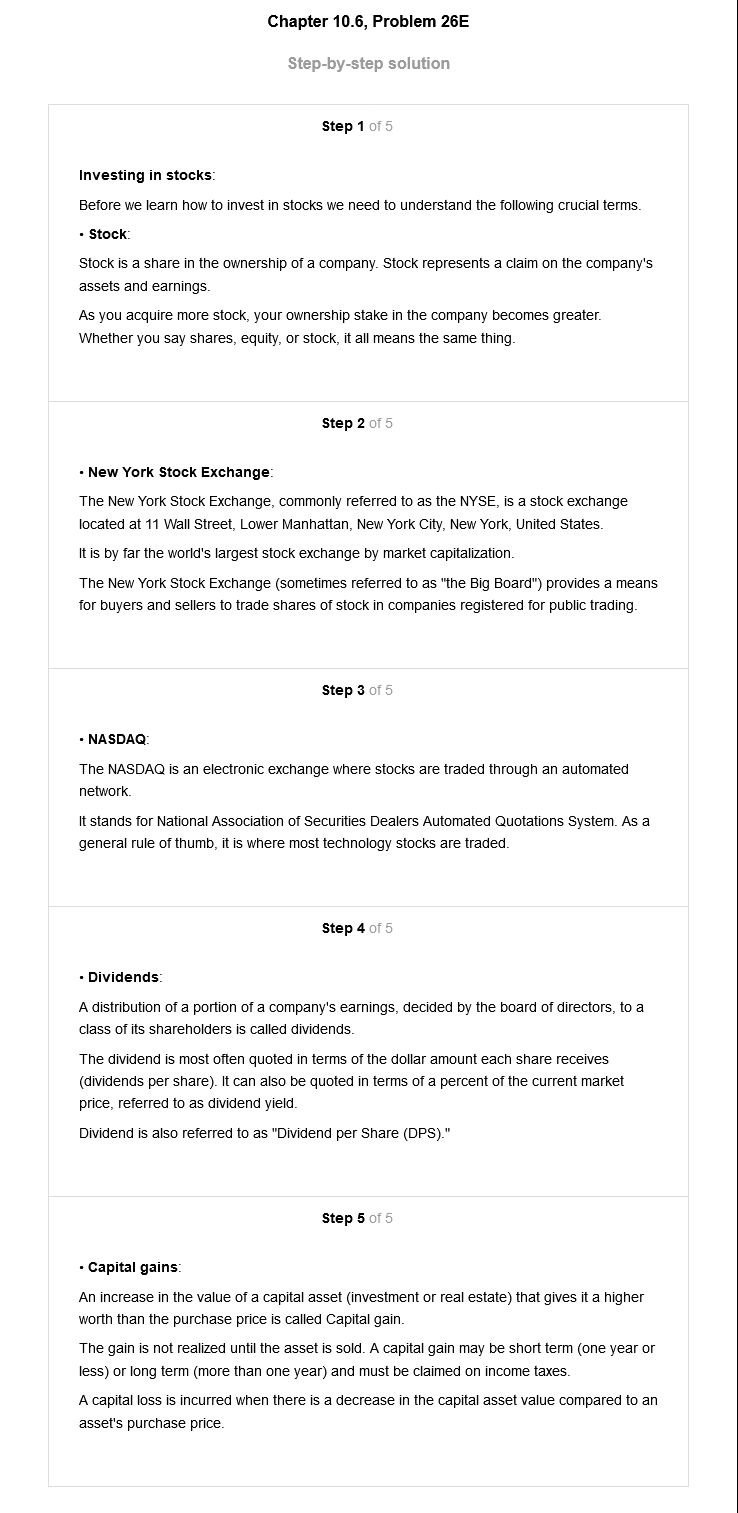 Chapter 10.6, Problem 26E
Step-by-step solution
Step 1 of 5
Investing in stocks:
Before we learn how to invest in stocks we need to understand the following crucial terms.
• Stock:
Stock is a share in the ownership of a company. Stock represents a claim on the company's
assets and earnings.
As you acquire more stock, your ownership stake in the company becomes greater.
Whether you say shares, equity, or stock, it all means the same thing.
Step 2 of 5
• New York Stock Exchange:
The New York Stock Exchange, commonly referred to as the NYSE, is a stock exchange
located at 11 Wall Street, Lower Manhattan, New York City, New York, United States.
It is by far the world's largest stock exchange by market capitalization.
The New York Stock Exchange (sometimes referred to as "the Big Board") provides a means
for buyers and sellers to trade shares of stock in companies registered for public trading.
Step 3 of 5
• NASDAQ:
The NASDAQ is an electronic exchange where stocks are traded through an automated
network.
It stands for National Association of Securities Dealers Automated Quotations System. As a
general rule of thumb, it is where most technology stocks are traded.
Step 4 of 5
• Dividends:
A distribution of a portion of a company's earnings, decided by the board of directors, to a
class of its shareholders is called dividends.
The dividend is most often quoted in terms of the dollar amount each share receives
(dividends per share). It can also be quoted in terms of a percent of the current market
price, referred to as dividend yield.
Dividend is also referred to as "Dividend per Share (DPS)."
Step 5 of 5
• Capital gains:
An increase in the value of a capital asset (investment or real estate) that gives it a higher
worth than the purchase price is called Capital gain.
The gain is not realized until the asset is sold. A capital gain may be short term (one year or
less) or long term (more than one year) and must be claimed on income taxes.
A capital loss is incurred when there is a decrease in the capital asset value compared to an
asset's purchase price.